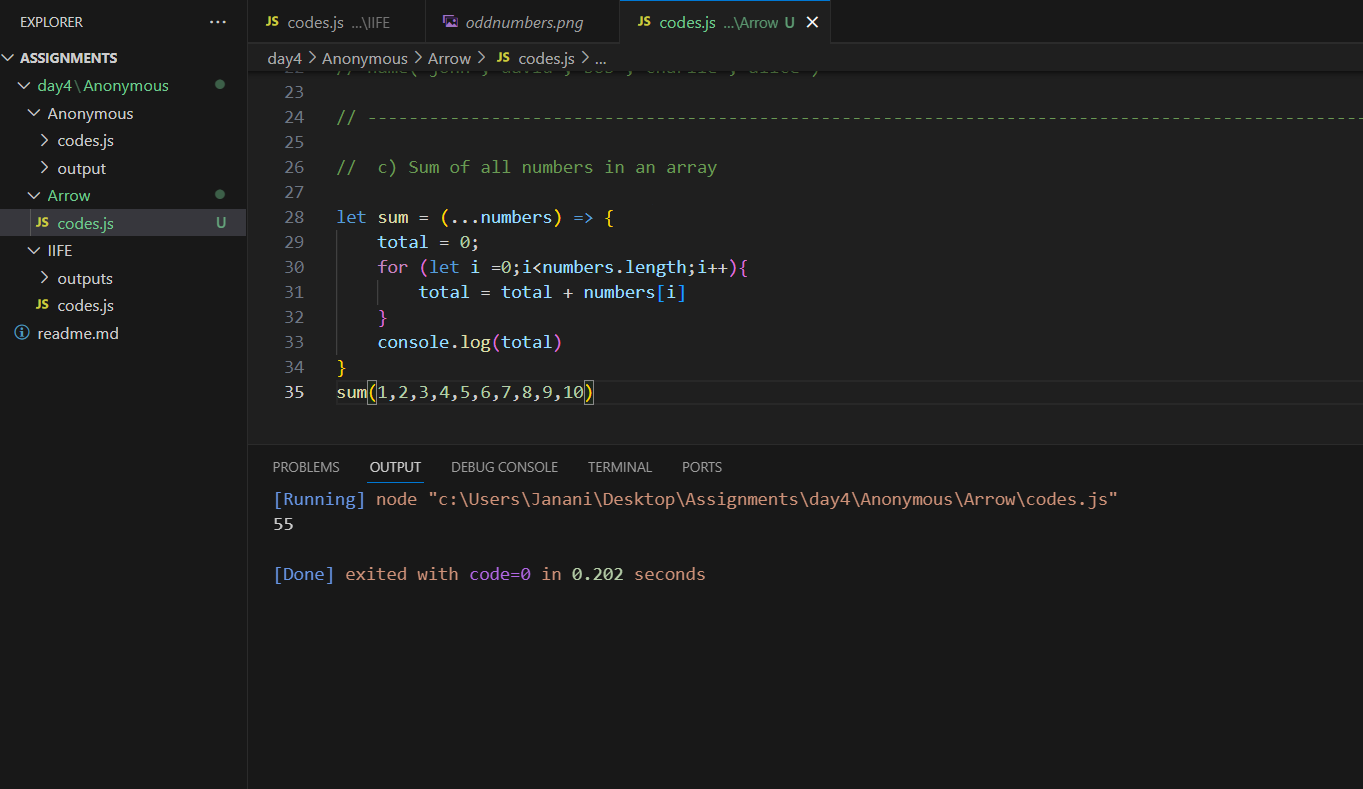 EXPLORER ...
ASSIGNMENTS
day4\Anonymous
Anonymous
codes.js
output
Arrow
JS codes.js U
IIFE
outputs
JS codes.js
readme.md
JS codes.js ...\IIFE oddnumbers.png JS codes.js ...\Arrow U
day4 > Anonymous > Arrow > JS codes.js > ...
22
23
24 // ----------------------------------------------------------------------------------------------------
25
26 // c) Sum of all numbers in an array
27
28 let sum = (...numbers) => {
29 total = 0;
30 for (let i =0;i<numbers.length;i++){
31 total = total + numbers[i]
32 }
33 console.log(total)
34 }
35 sum(1,2,3,4,5,6,7,8,9,10)
PROBLEMS OUTPUT DEBUG CONSOLE TERMINAL PORTS
[Running] node "c:\Users\Janani\Desktop\Assignments\day4\Anonymous\Arrow\codes.js"
55
[Done] exited with code=0 in 0.202 seconds